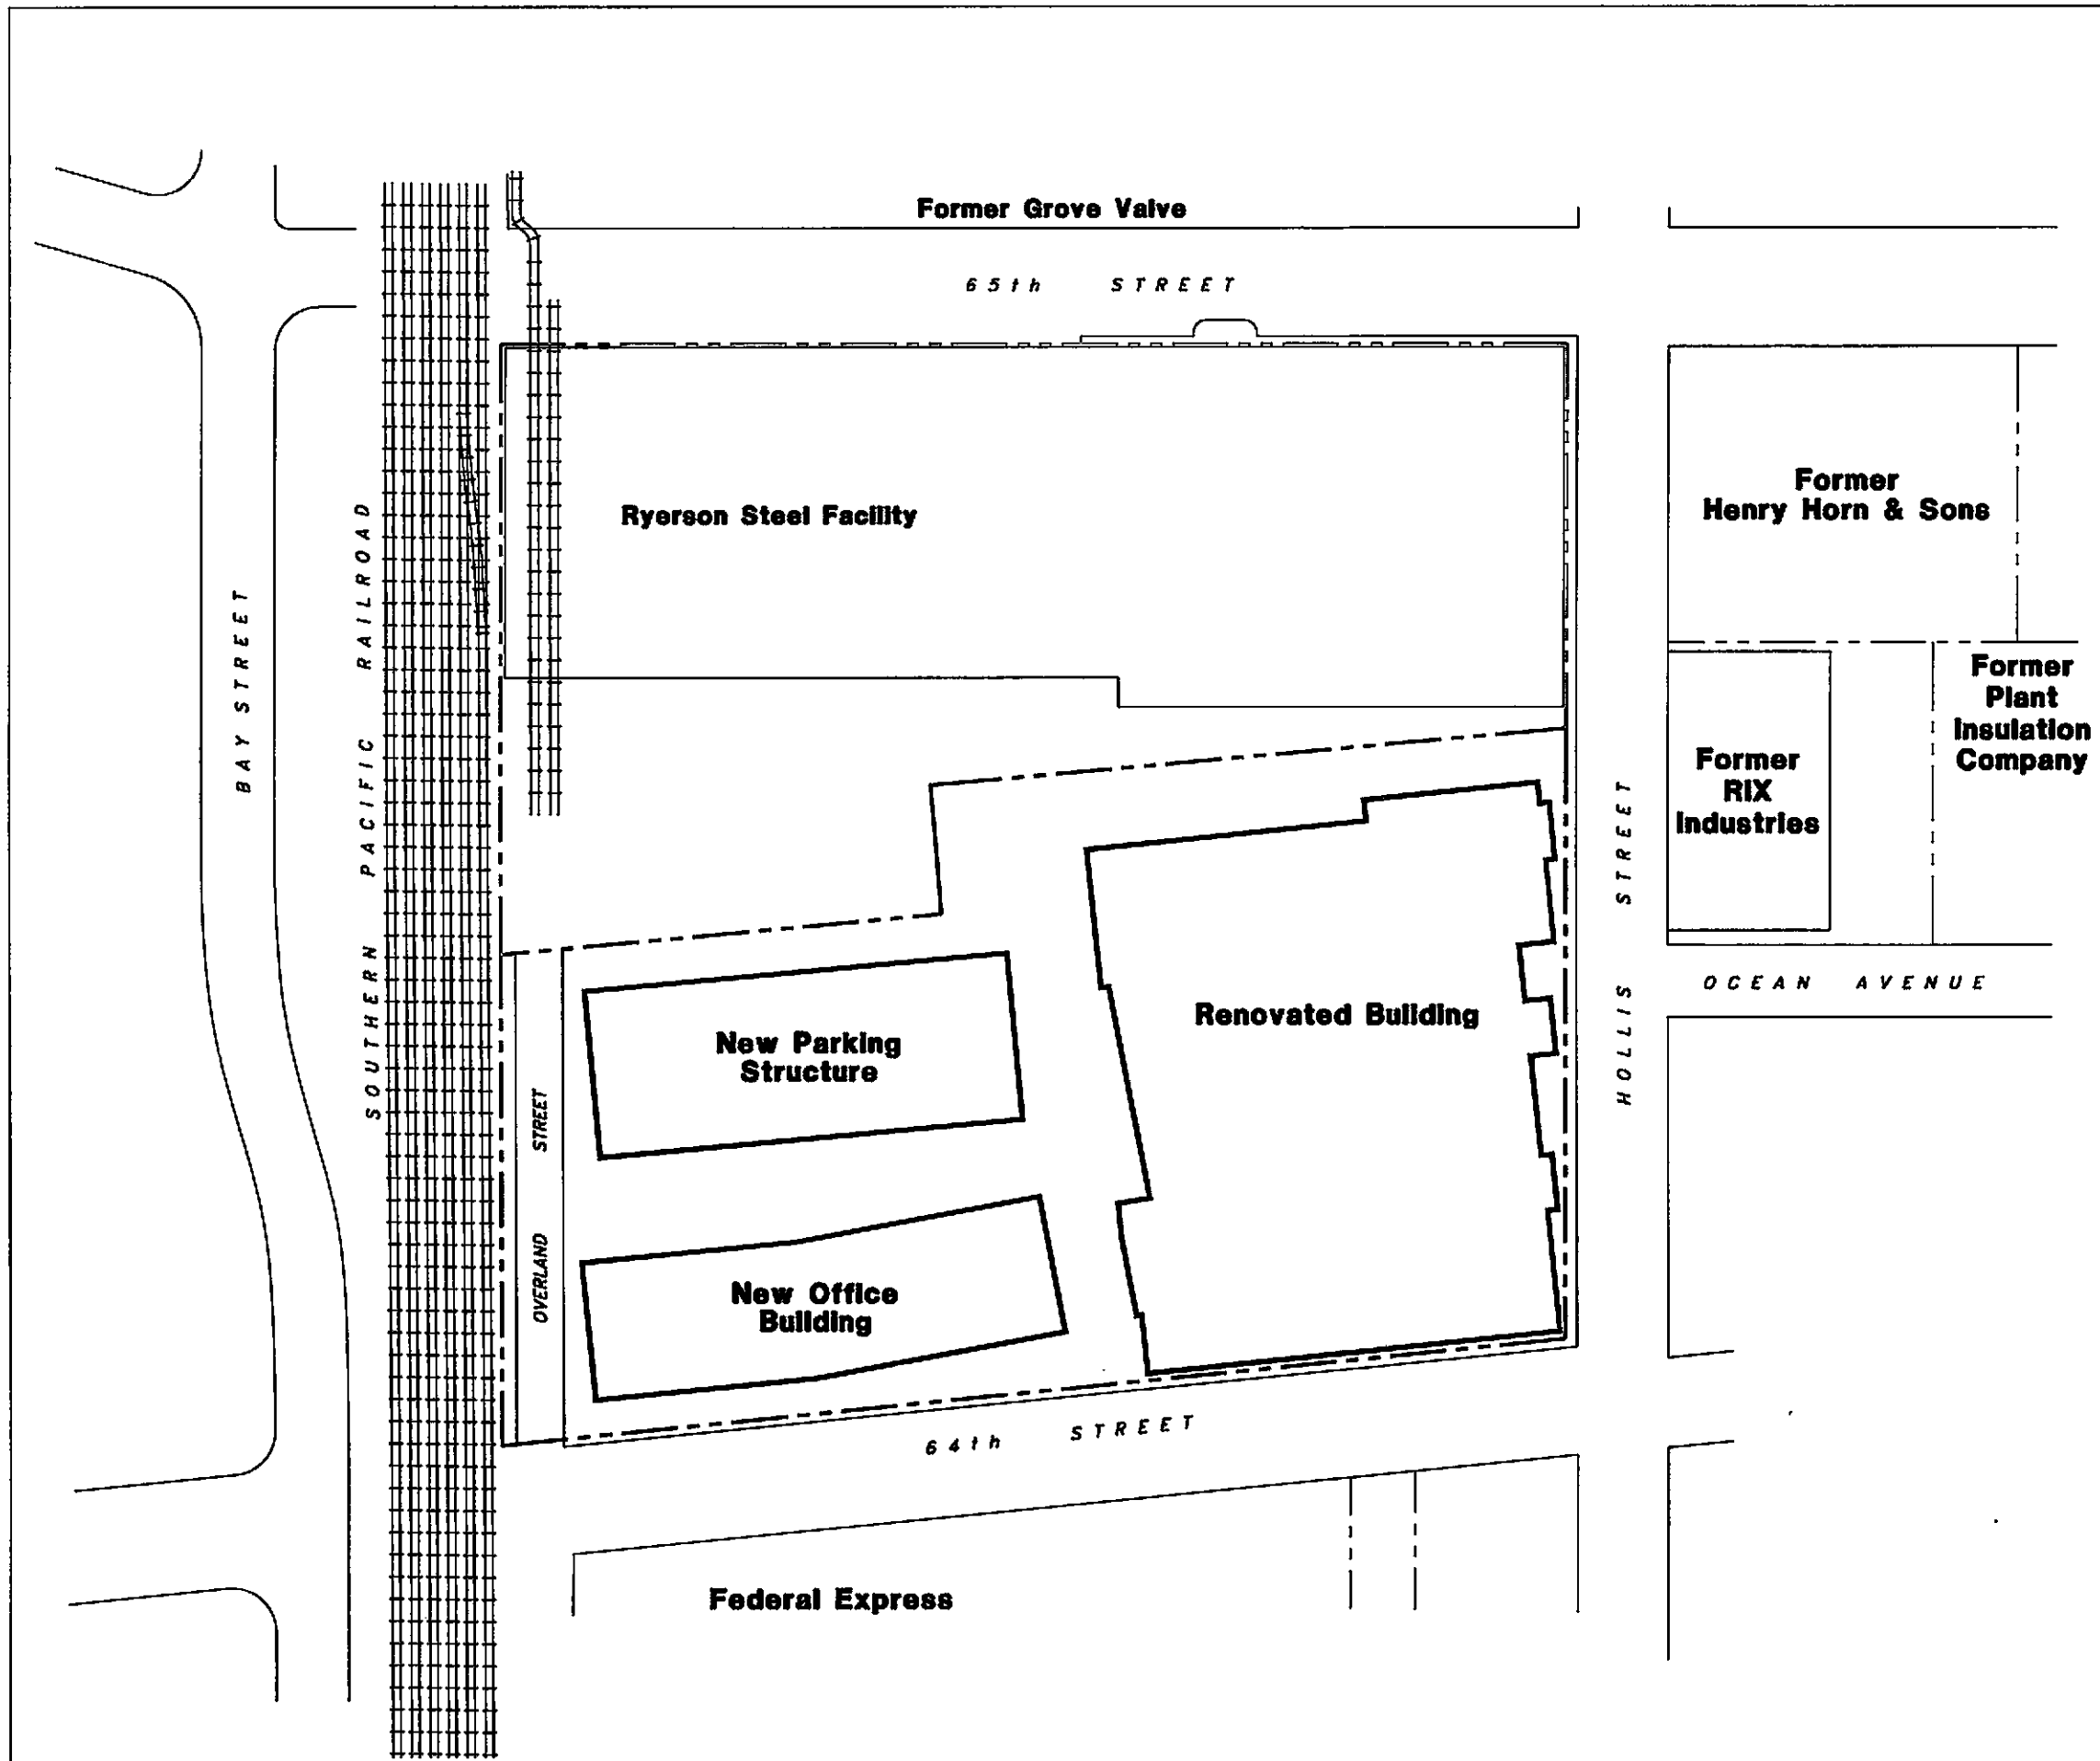 Former Grove Valve
65th STREET
Ryerson Steel Facility
Former
Henry Horn & Sons
SOUTHERN PACIFIC RAILROAD
BAY STREET
Former
Plant
Insulation
Company
Former
RIX
Industries
HOLLIS STREET
OCEAN AVENUE
Renovated Building
New Parking
Structure
OVERLAND STREET
New Office
Building
64th STREET
Federal Express